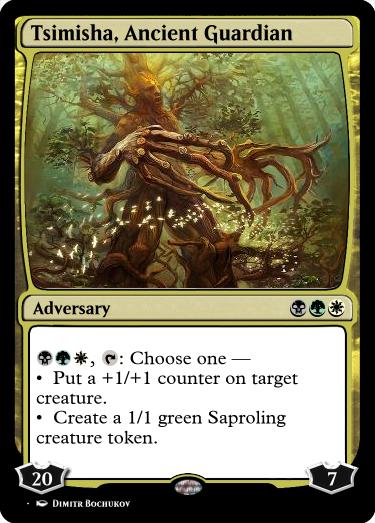 Tsimisha, Ancient Guardian
Adversary
, : Choose one —
• Put a +1/+1 counter on target
creature.
• Create a 1/1 green Saproling
creature token.
20
7
· Dimitr Bochukov